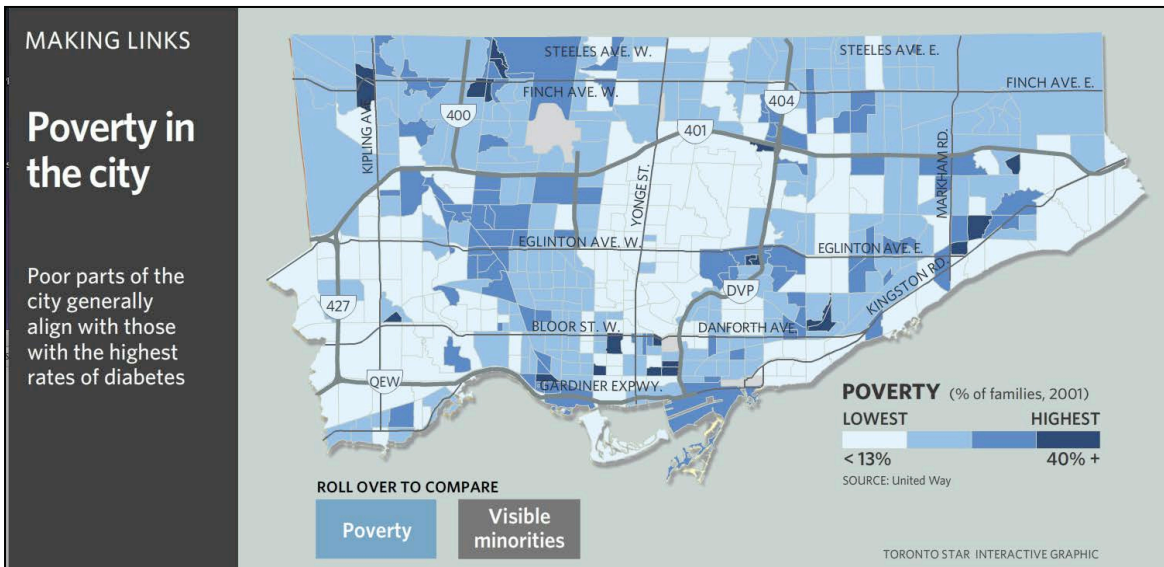 MAKING LINKS
Poverty in
the city
Poor parts of the
city generally
align with those
with the highest
rates of diabetes
STEELES AVE. W.
STEELES AVE. E.
FINCH AVE. W.
FINCH AVE. E.
KIPLING AV
400
404
401
YONGE ST.
MARKHAM RD.
EGLINTON AVE. W.
EGLINTON AVE. E.
427
DVP
KINGSTON RD.
BLOOR ST. W.
DANFORTH AVE.
QEW
GARDINER EXPWY.
POVERTY (% of families, 2001)
LOWEST HIGHEST
< 13% 40% +
SOURCE: United Way
ROLL OVER TO COMPARE
Poverty
Visible
minorities
TORONTO STAR INTERACTIVE GRAPHIC